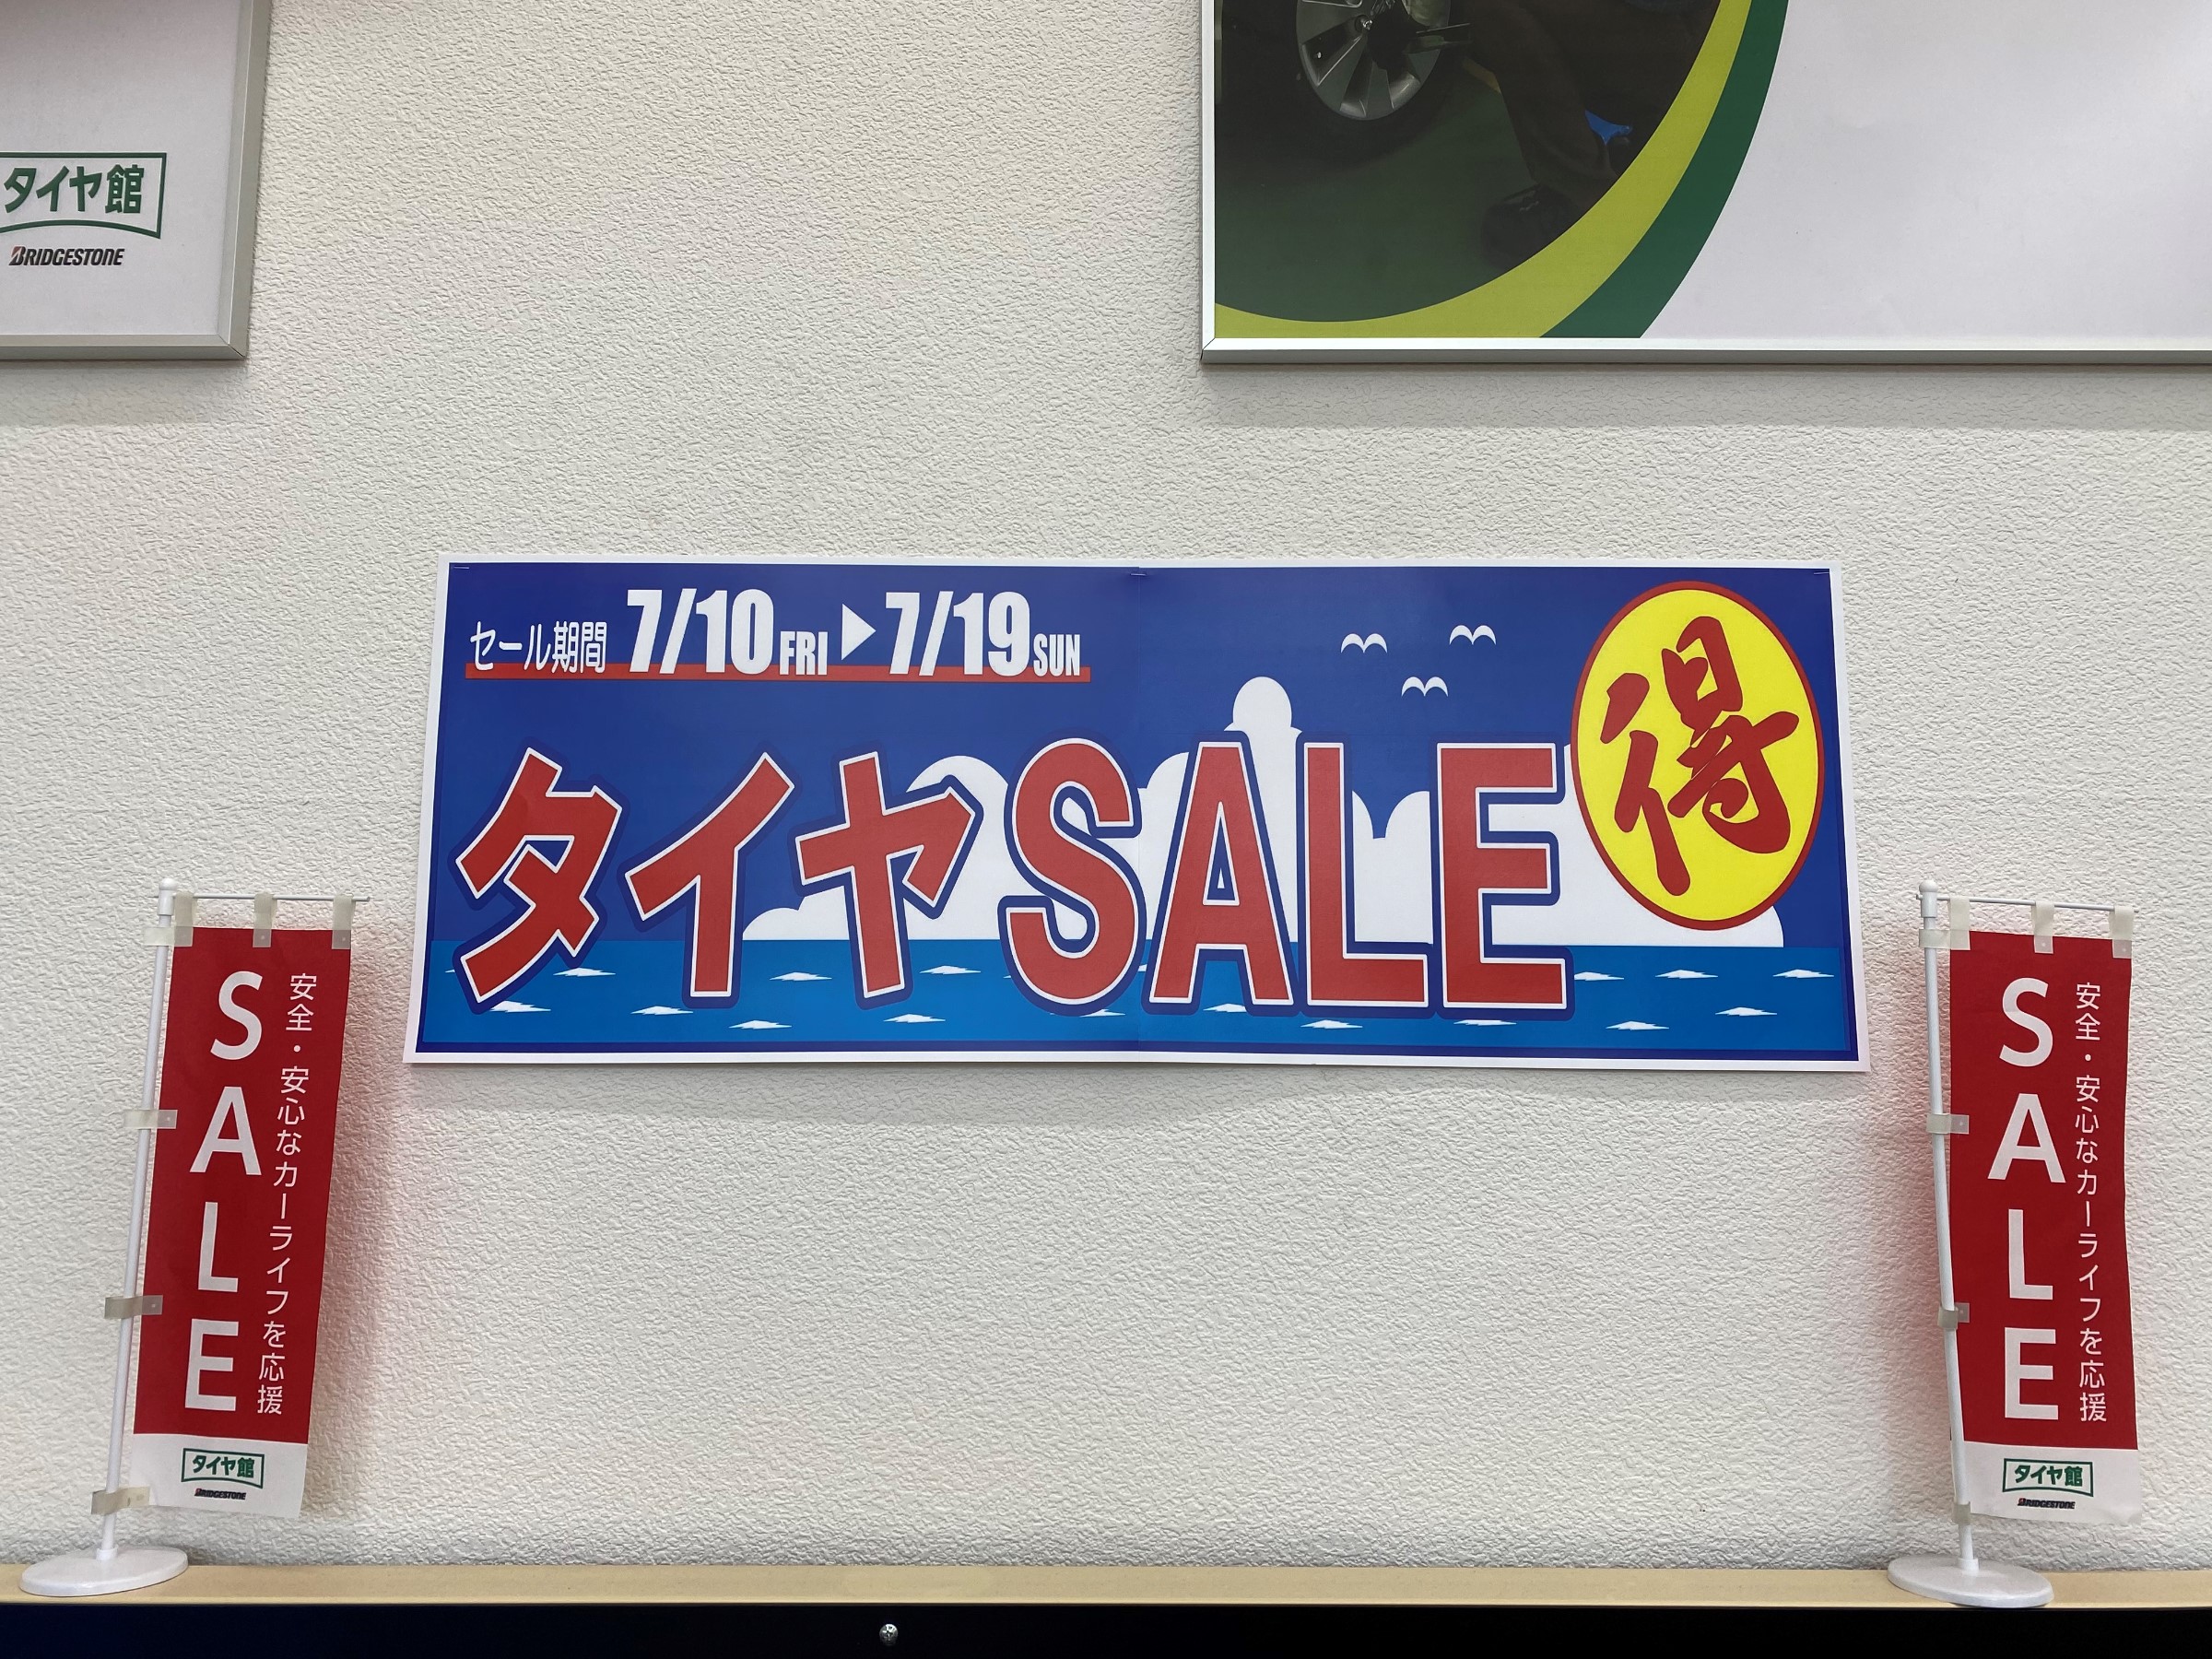 タイヤ館
BRIDGESTONE
セール期間 7/10 FRI ▶ 7/19 SUN
タイヤSALE
得
SALE
安全・安心なカーライフを応援
タイヤ館
BRIDGESTONE
SALE
安全・安心なカーライフを応援
タイヤ館
BRIDGESTONE